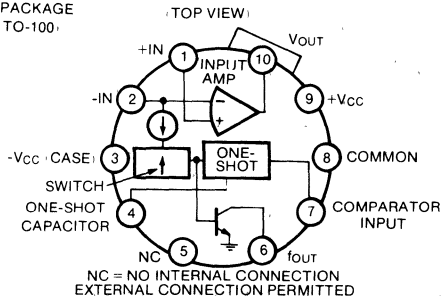 PACKAGE
TO-100)
(TOP VIEW)
+IN
VOUT
1
INPUT
AMP
10
-IN
2
−
+
9
+VCC
-VCC (CASE)
3
ONE-
SHOT
8
COMMON
SWITCH
ONE-SHOT
CAPACITOR
4
7
COMPARATOR
INPUT
NC
5
6
fOUT
NC = NO INTERNAL CONNECTION
EXTERNAL CONNECTION PERMITTED